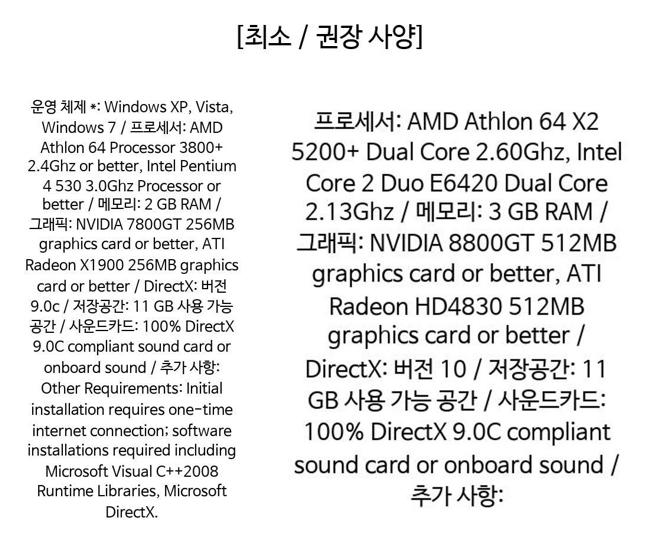 [최소 / 권장 사양]
운영 체제 *: Windows XP, Vista,
Windows 7 / 프로세서: AMD
Athlon 64 Processor 3800+
2.4Ghz or better, Intel Pentium
4 530 3.0Ghz Processor or
better / 메모리: 2 GB RAM /
그래픽: NVIDIA 7800GT 256MB
graphics card or better, ATI
Radeon X1900 256MB graphics
card or better / DirectX: 버전
9.0c / 저장공간: 11 GB 사용 가능
공간 / 사운드카드: 100% DirectX
9.0C compliant sound card or
onboard sound / 추가 사항:
Other Requirements: Initial
installation requires one-time
internet connection; software
installations required including
Microsoft Visual C++2008
Runtime Libraries, Microsoft
DirectX.
프로세서: AMD Athlon 64 X2
5200+ Dual Core 2.60Ghz, Intel
Core 2 Duo E6420 Dual Core
2.13Ghz / 메모리: 3 GB RAM /
그래픽: NVIDIA 8800GT 512MB
graphics card or better, ATI
Radeon HD4830 512MB
graphics card or better /
DirectX: 버전 10 / 저장공간: 11
GB 사용 가능 공간 / 사운드카드:
100% DirectX 9.0C compliant
sound card or onboard sound /
추가 사항: